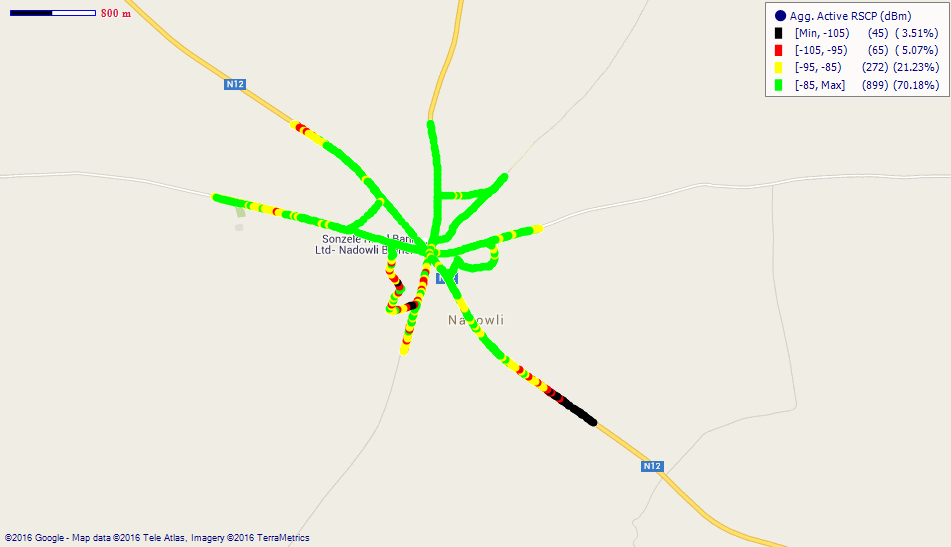 800 m
Agg. Active RSCP (dBm)
[Min, -105) (45) ( 3.51%)
[-105, -95) (65) ( 5.07%)
[-95, -85) (272) (21.23%)
[-85, Max] (899) (70.18%)
N12
Sonzele
Ltd- Nadowli
N12
©2016 Google - Map data ©2016 Tele Atlas, Imagery ©2016 TerraMetrics